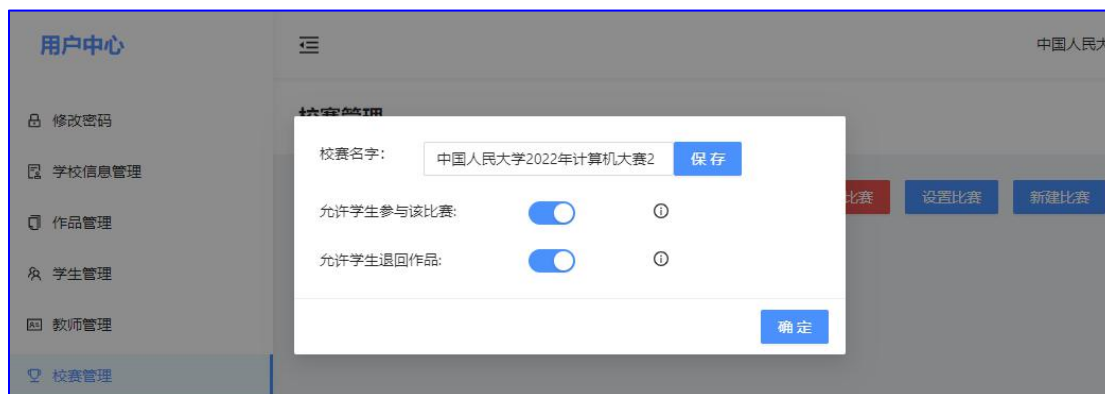 用户中心
中国人民大
修改密码
校赛管理
校赛名字:
中国人民大学2022年计算机大赛2
保存
学校信息管理
比赛
设置比赛
新建比赛
允许学生参与该比赛:
作品管理
允许学生退回作品:
学生管理
教师管理
确定
校赛管理